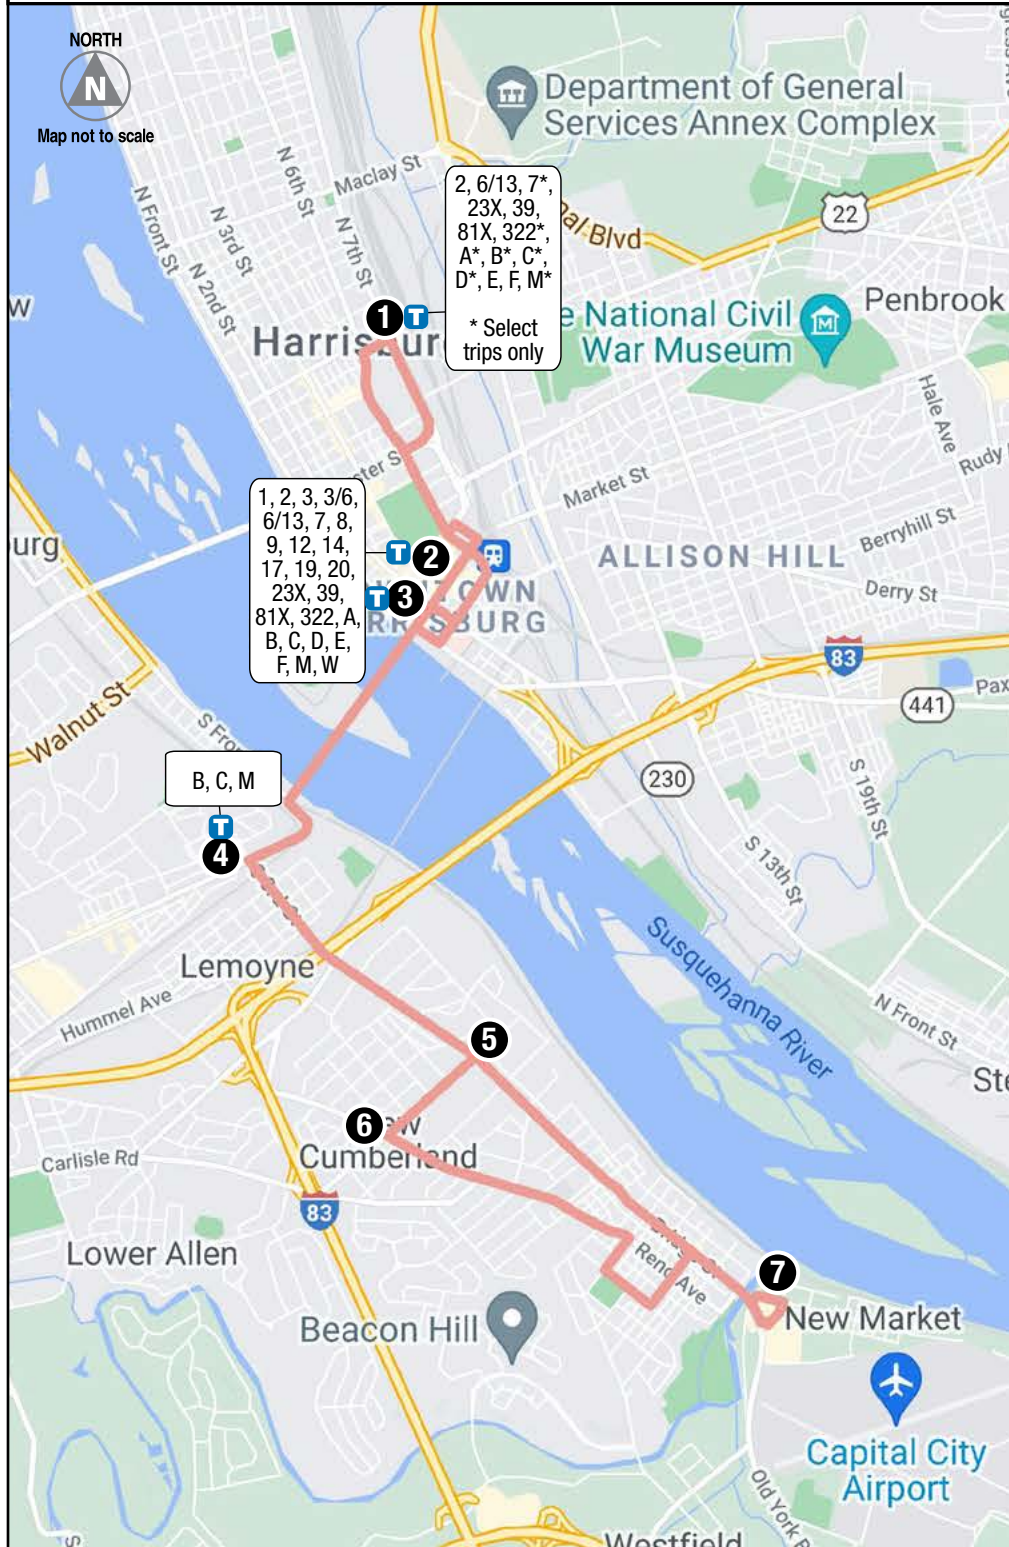 NORTH
N
Map not to scale
Department of General
Services Annex Complex
N 6th St
Maclay St
N Front St
N 3rd St
N 7th St
N 2nd St
2, 6/13, 7*,
23X, 39,
81X, 322*,
A*, B*, C*,
D*, E, F, M*
* Select
trips only
Blvd
22
Penbrook
1
T
National Civil
War Museum
Hale Ave
Rudy
Market St
Berryhill St
ALLISON HILL
Derry St
1, 2, 3, 3/6,
6/13, 7, 8,
9, 12, 14,
17, 19, 20,
23X, 39,
81X, 322, A,
B, C, D, E,
F, M, W
T
2
T
3
83
441
Walnut St
230
S 19th St
S 13th St
B, C, M
T
4
Lemoyne
Hummel Ave
Susquehanna River
N Front St
5
6
Cumberland
Carlisle Rd
83
Lower Allen
Reno Ave
7
New Market
Beacon Hill
Capital City
Airport
Old York
Westfield